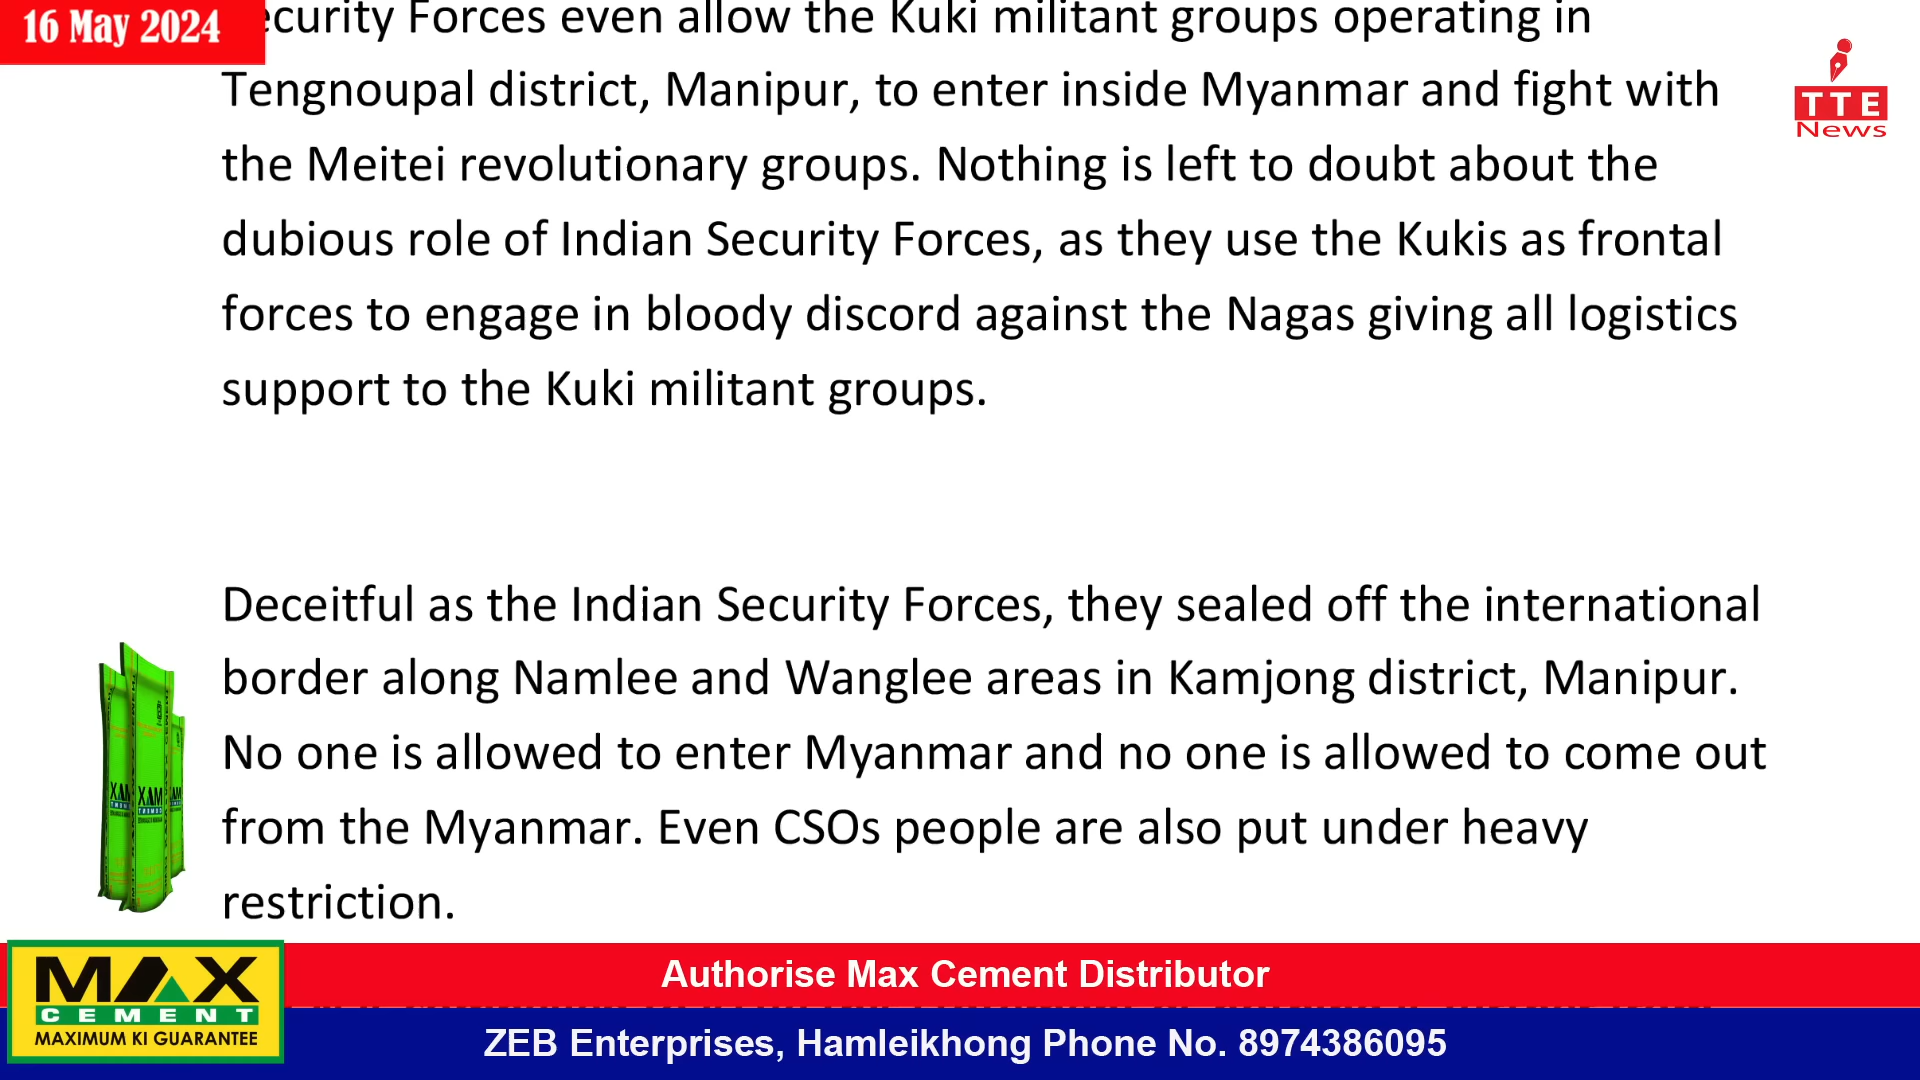 16 May 2024
ecurity Forces even allow the Kuki militant groups operating in
Tengnoupal district, Manipur, to enter inside Myanmar and fight with
the Meitei revolutionary groups. Nothing is left to doubt about the
dubious role of Indian Security Forces, as they use the Kukis as frontal
forces to engage in bloody discord against the Nagas giving all logistics
support to the Kuki militant groups.
TTE
News
Deceitful as the Indian Security Forces, they sealed off the international
border along Namlee and Wanglee areas in Kamjong district, Manipur.
No one is allowed to enter Myanmar and no one is allowed to come out
from the Myanmar. Even CSOs people are also put under heavy
restriction.
MAX
CEMENT
MAXIMUM KI GUARANTEE
Authorise Max Cement Distributor
ZEB Enterprises, Hamleikhong Phone No. 8974386095